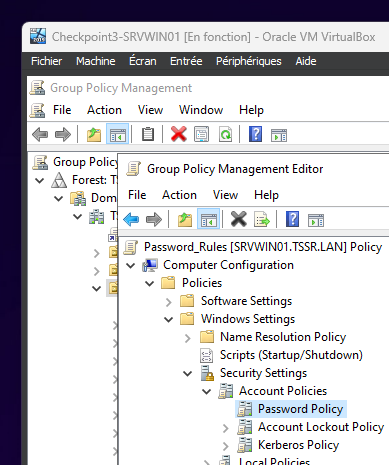 Checkpoint3-SRVWIN01 [En fonction] - Oracle VM VirtualBox
Fichier Machine Écran Entrée Périphériques Aide
Group Policy Management
File Action View Window Help
Group Policy
Forest: TS
Dom
TS
Group Policy Management Editor
File Action View Help
Password_Rules [SRVWIN01.TSSR.LAN] Policy
Computer Configuration
Policies
Software Settings
Windows Settings
Name Resolution Policy
Scripts (Startup/Shutdown)
Security Settings
Account Policies
Password Policy
Account Lockout Policy
Kerberos Policy
Local Policies